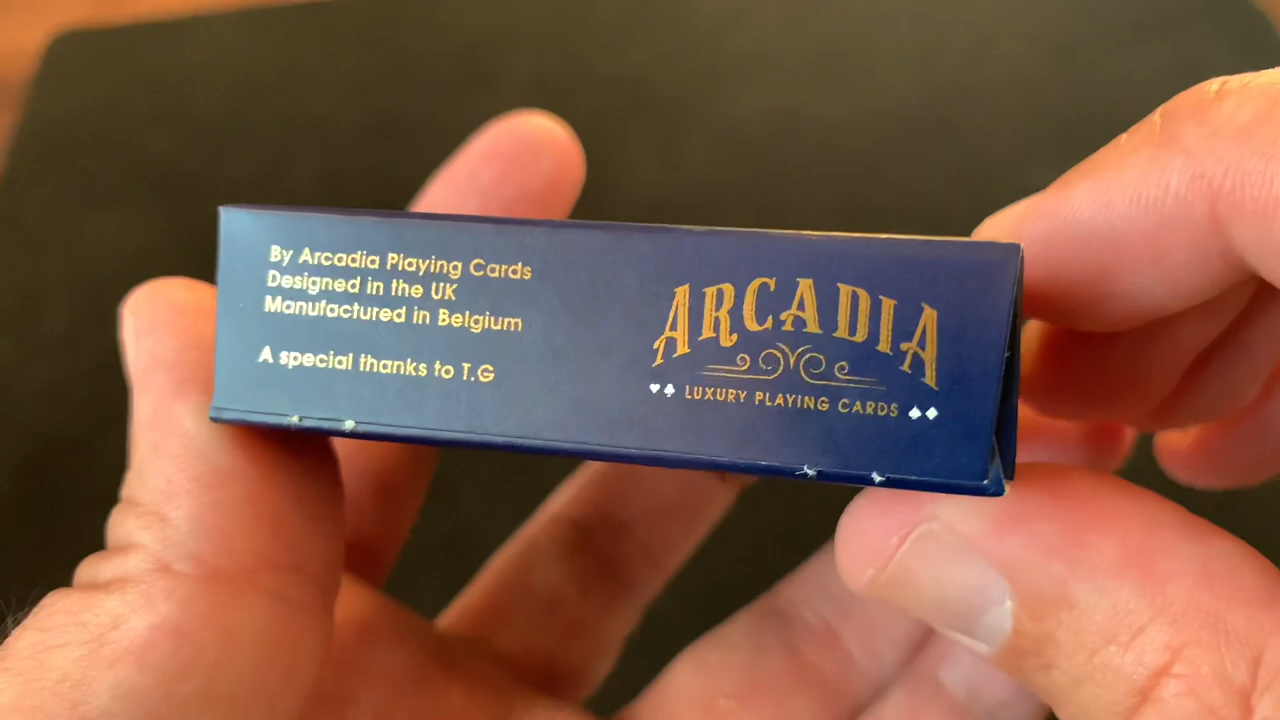 By Arcadia Playing Cards
Designed in the UK
Manufactured in Belgium
A special thanks to T.G
ARCADIA
LUXURY PLAYING CARDS